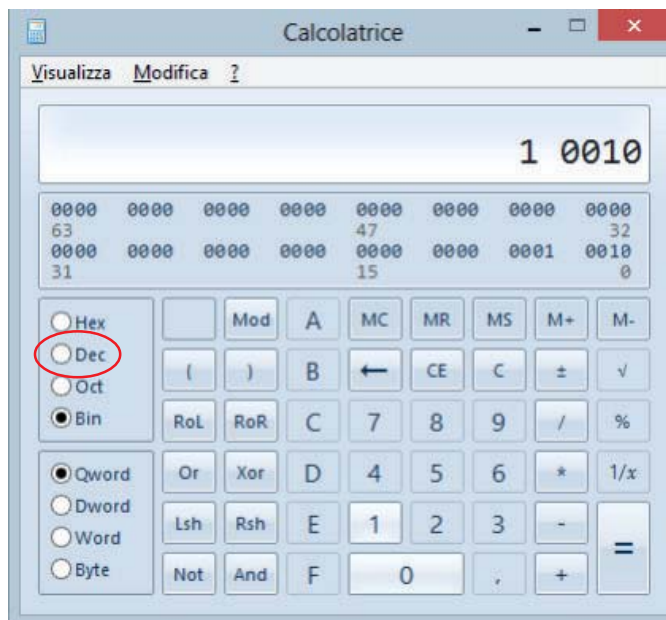 Calcolatrice
Visualizza Modifica ?
1 0010
0000 0000 0000 0000 0000 0000 0000 0000
63 47 32
0000 0000 0000 0000 0000 0000 0001 0010
31 15 0
Hex Mod A MC MR MS M+ M-
Dec ( ) B ← CE C ± √
Oct
Bin RoL RoR C 7 8 9 / %
Qword Or Xor D 4 5 6 * 1/x
Dword
Word Lsh Rsh E 1 2 3 - =
Byte Not And F 0 , +